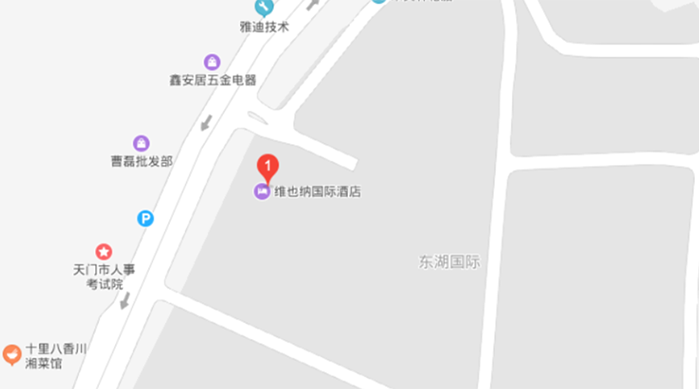 雅迪技术
鑫安居五金电器
曹磊批发部
1
维也纳国际酒店
P
东湖国际
天门市人事
考试院
十里八香川
湘菜馆